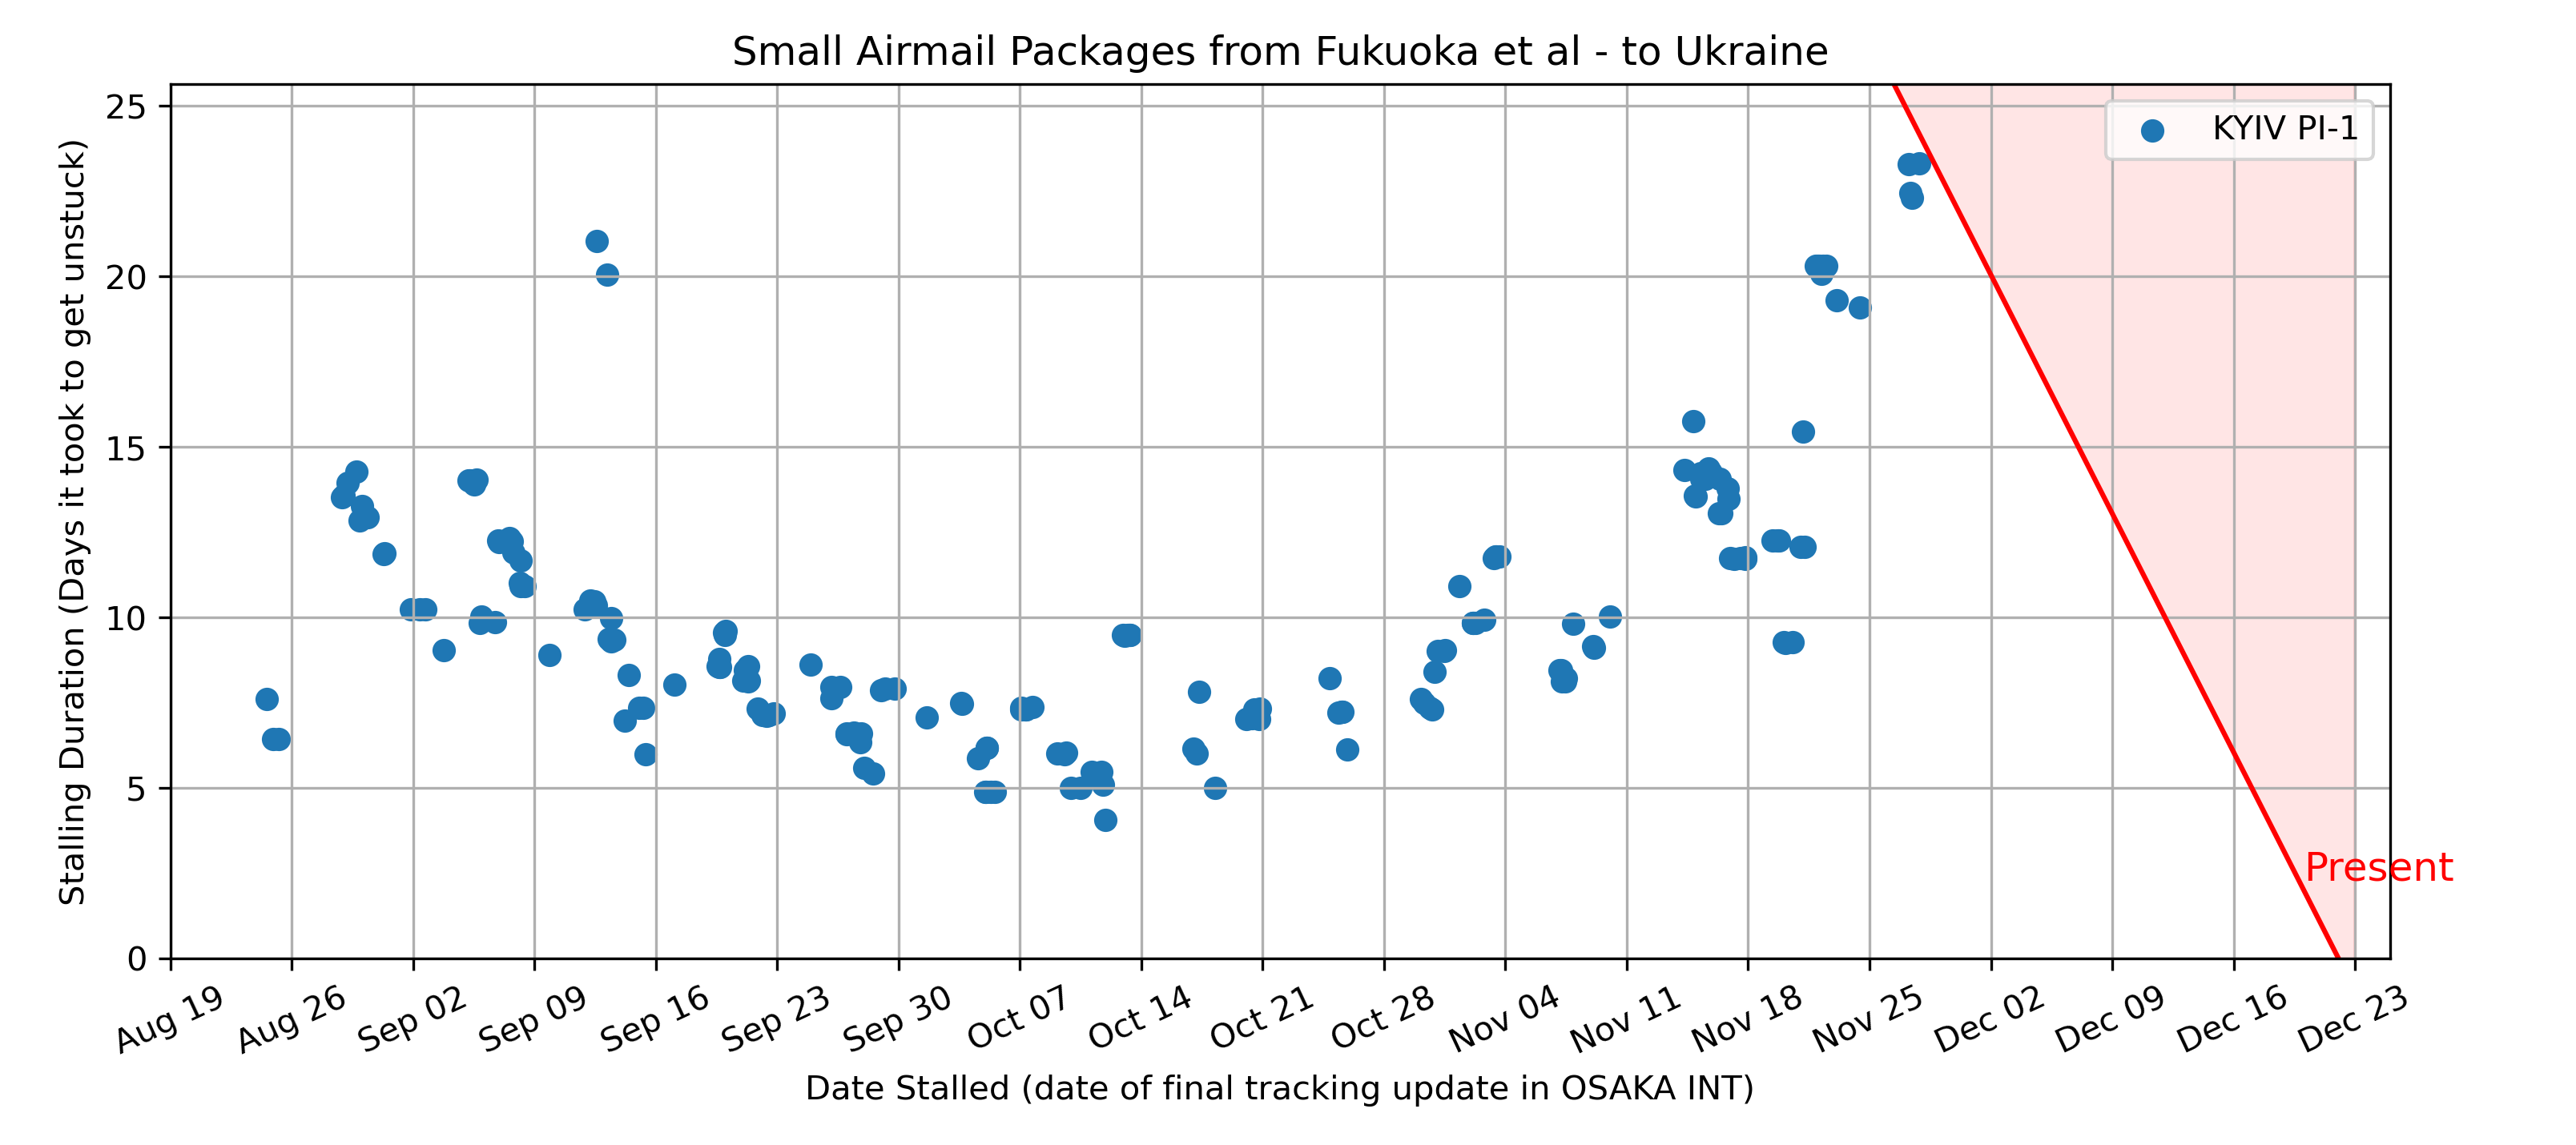 Small Airmail Packages from Fukuoka et al - to Ukraine
Stalling Duration (Days it took to get unstuck)
25
20
15
10
5
0
KYIV PI-1
Present
Aug 19
Aug 26
Sep 02
Sep 09
Sep 16
Sep 23
Sep 30
Oct 07
Oct 14
Oct 21
Oct 28
Nov 04
Nov 11
Nov 18
Nov 25
Dec 02
Dec 09
Dec 16
Dec 23
Date Stalled (date of final tracking update in OSAKA INT)